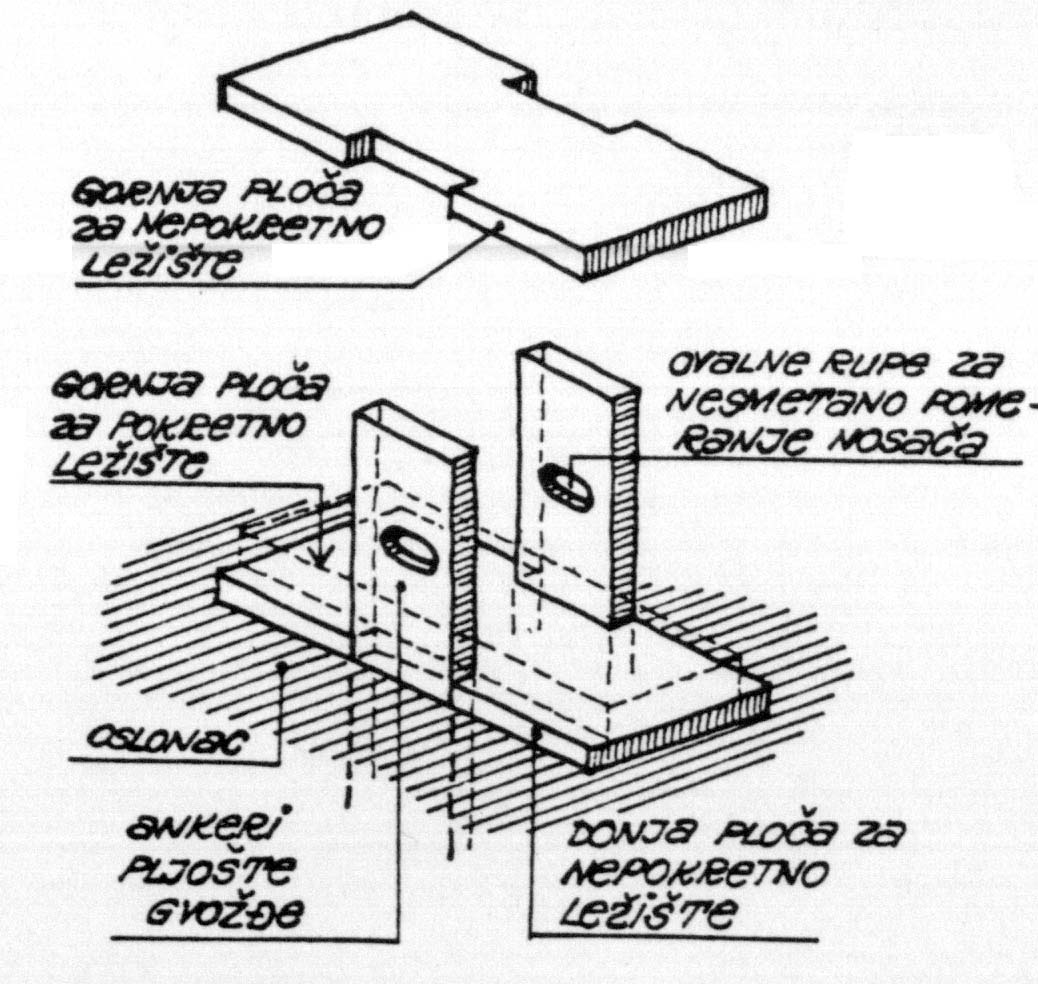 GORNJA PLOČA
ZA NEPOKRETNO
LEŽIŠTE
GORNJA PLOČA
ZA POKRETNO
LEŽIŠTE
OVALNE RUPE ZA
NESMETANO POME-
RANJE NOSAČA
OSLONAC
ANKERI
PLJOŠTE
GVOŽĐE
DONJA PLOČA ZA
NEPOKRETNO
LEŽIŠTE